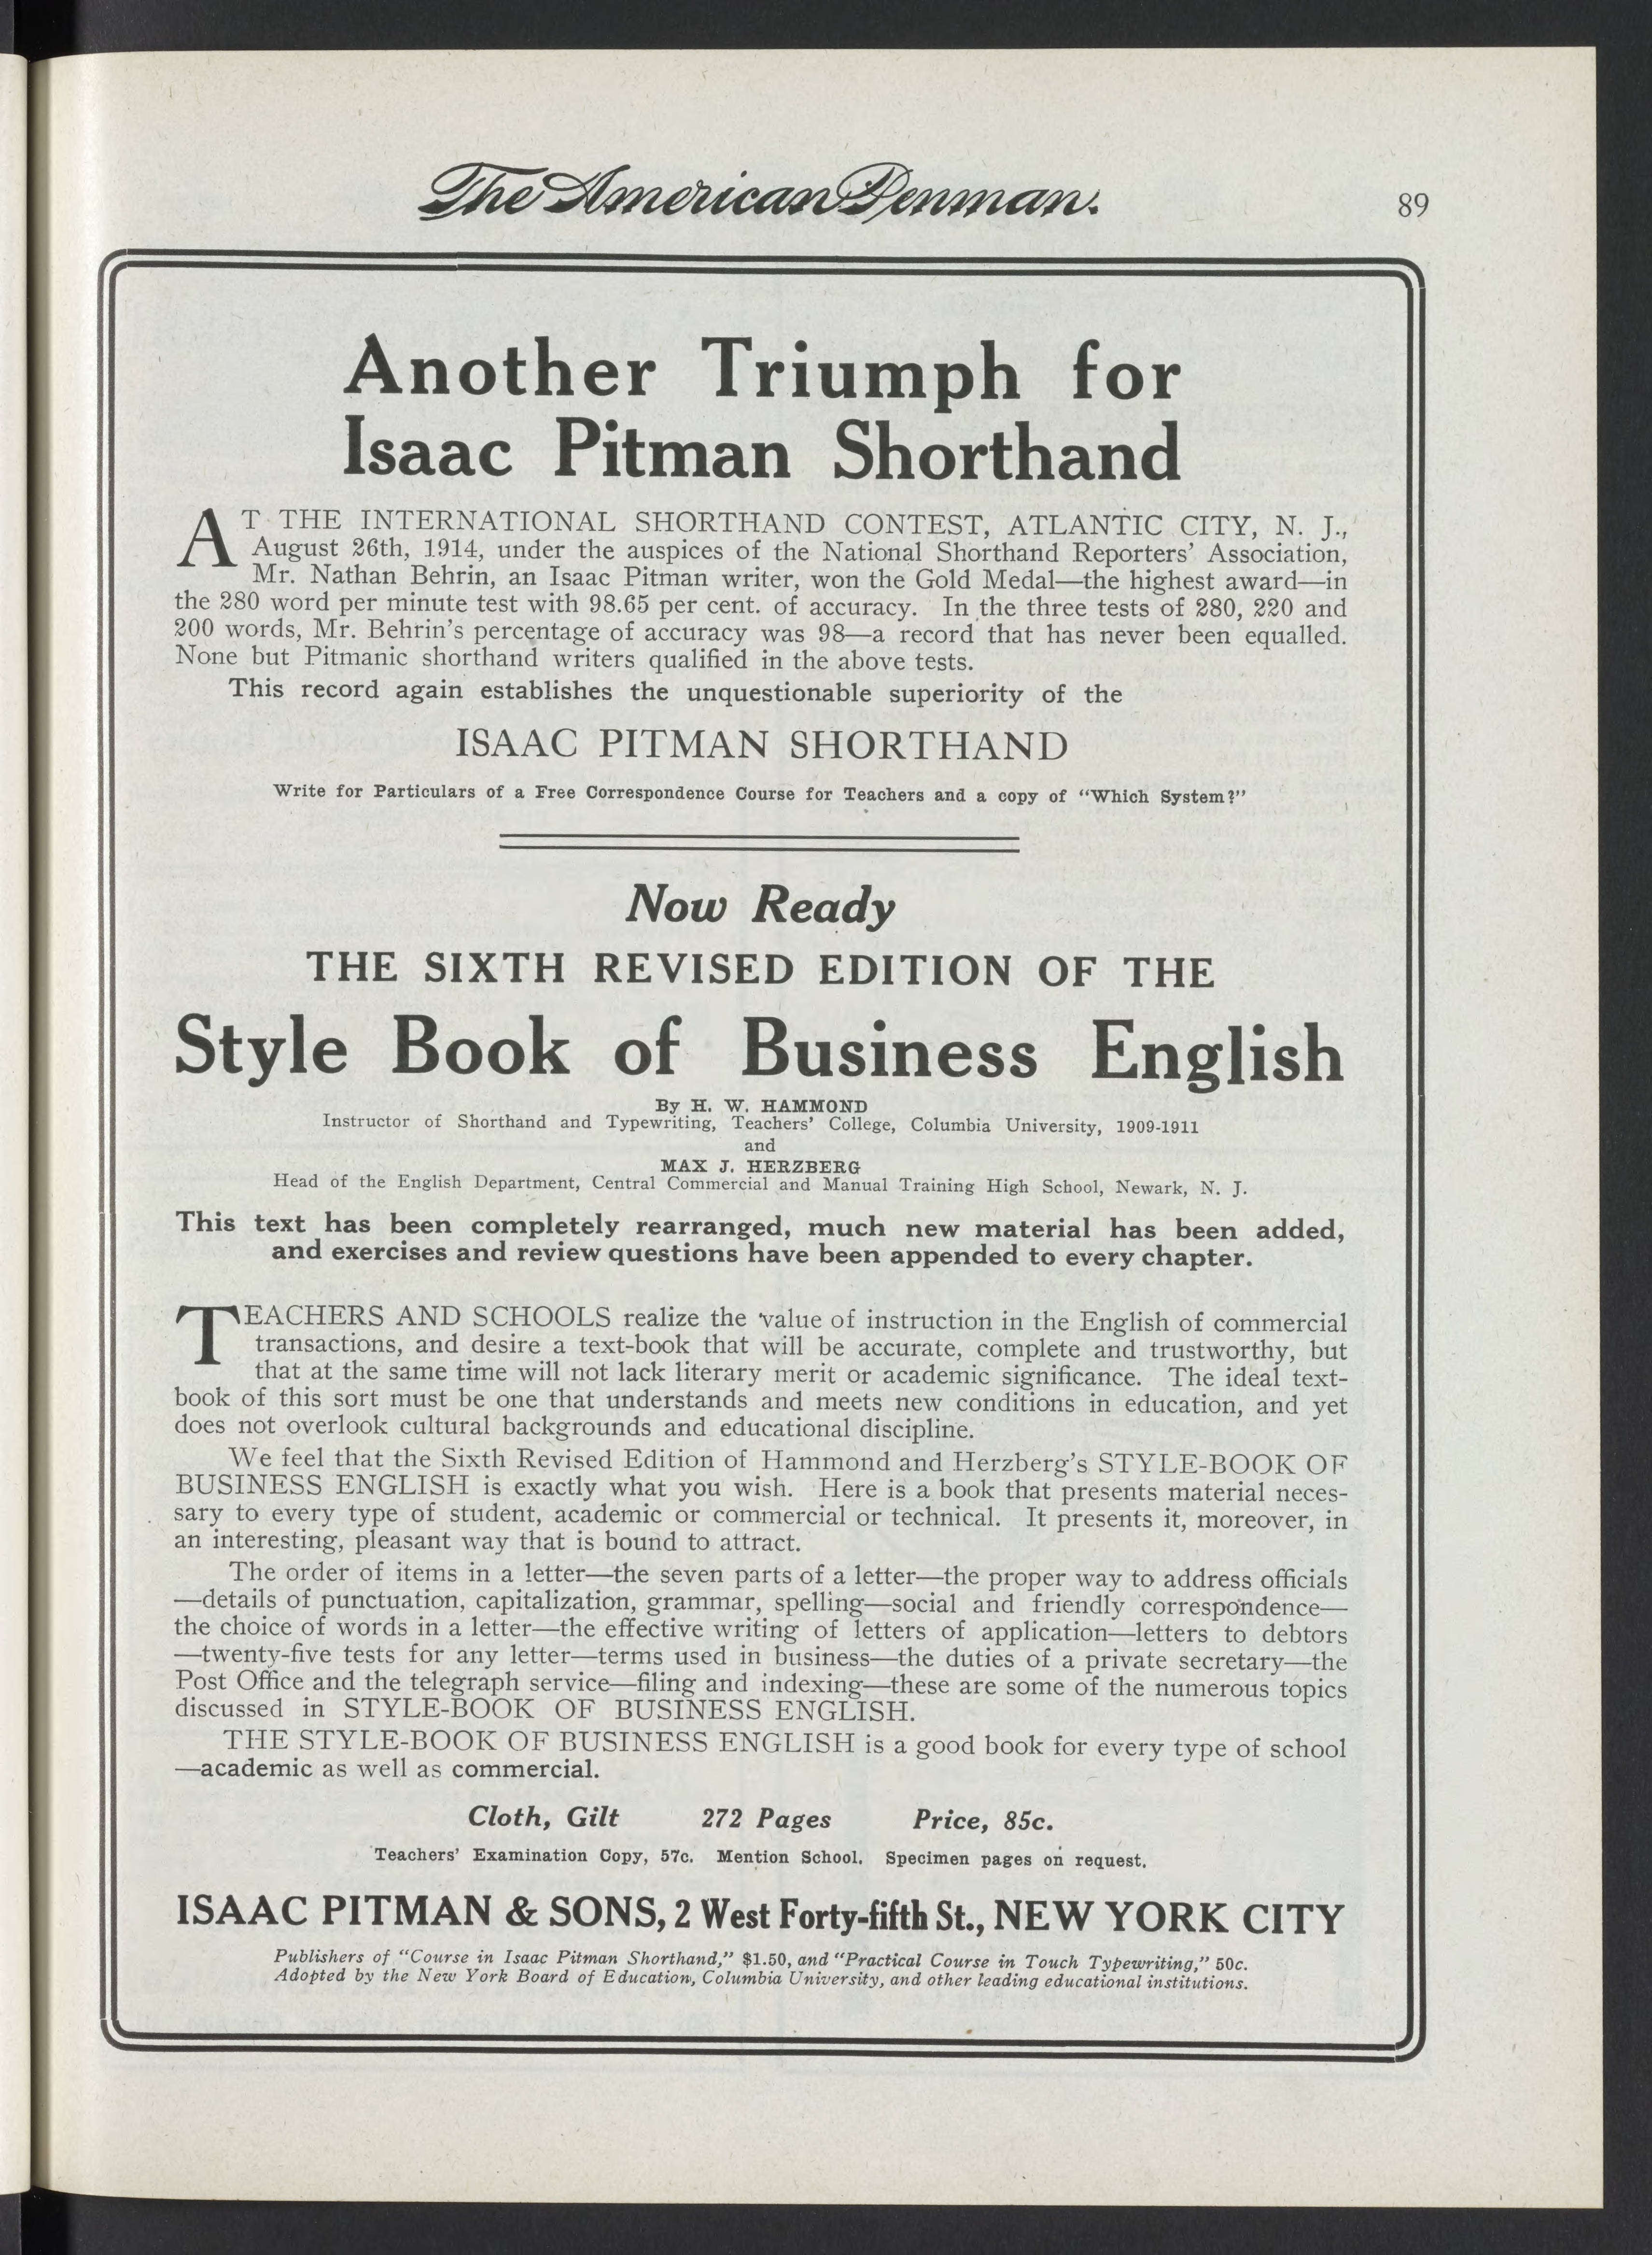 The American Penman.
89
Another Triumph for
Isaac Pitman Shorthand
AT THE INTERNATIONAL SHORTHAND CONTEST, ATLANTIC CITY, N. J.,
August 26th, 1914, under the auspices of the National Shorthand Reporters' Association,
Mr. Nathan Behrin, an Isaac Pitman writer, won the Gold Medal—the highest award—in
the 280 word per minute test with 98.65 per cent. of accuracy. In the three tests of 280, 220 and
200 words, Mr. Behrin's percentage of accuracy was 98—a record that has never been equalled.
None but Pitmanic shorthand writers qualified in the above tests.
This record again establishes the unquestionable superiority of the
ISAAC PITMAN SHORTHAND
Write for Particulars of a Free Correspondence Course for Teachers and a copy of "Which System?"
Now Ready
THE SIXTH REVISED EDITION OF THE
Style Book of Business English
By H. W. HAMMOND
Instructor of Shorthand and Typewriting, Teachers' College, Columbia University, 1909-1911
and
MAX J. HERZBERG
Head of the English Department, Central Commercial and Manual Training High School, Newark, N. J.
This text has been completely rearranged, much new material has been added,
and exercises and review questions have been appended to every chapter.
TEACHERS AND SCHOOLS realize the value of instruction in the English of commercial
transactions, and desire a text-book that will be accurate, complete and trustworthy, but
that at the same time will not lack literary merit or academic significance. The ideal text-
book of this sort must be one that understands and meets new conditions in education, and yet
does not overlook cultural backgrounds and educational discipline.
We feel that the Sixth Revised Edition of Hammond and Herzberg's STYLE-BOOK OF
BUSINESS ENGLISH is exactly what you wish. Here is a book that presents material neces-
sary to every type of student, academic or commercial or technical. It presents it, moreover, in
an interesting, pleasant way that is bound to attract.
The order of items in a letter—the seven parts of a letter—the proper way to address officials
—details of punctuation, capitalization, grammar, spelling—social and friendly correspondence—
the choice of words in a letter—the effective writing of letters of application—letters to debtors
—twenty-five tests for any letter—terms used in business—the duties of a private secretary—the
Post Office and the telegraph service—filing and indexing—these are some of the numerous topics
discussed in STYLE-BOOK OF BUSINESS ENGLISH.
THE STYLE-BOOK OF BUSINESS ENGLISH is a good book for every type of school
—academic as well as commercial.
Cloth, Gilt 272 Pages Price, 85c.
Teachers' Examination Copy, 57c. Mention School. Specimen pages on request.
ISAAC PITMAN & SONS, 2 West Forty-fifth St., NEW YORK CITY
Publishers of "Course in Isaac Pitman Shorthand," $1.50, and "Practical Course in Touch Typewriting," 50c.
Adopted by the New York Board of Education, Columbia University, and other leading educational institutions.